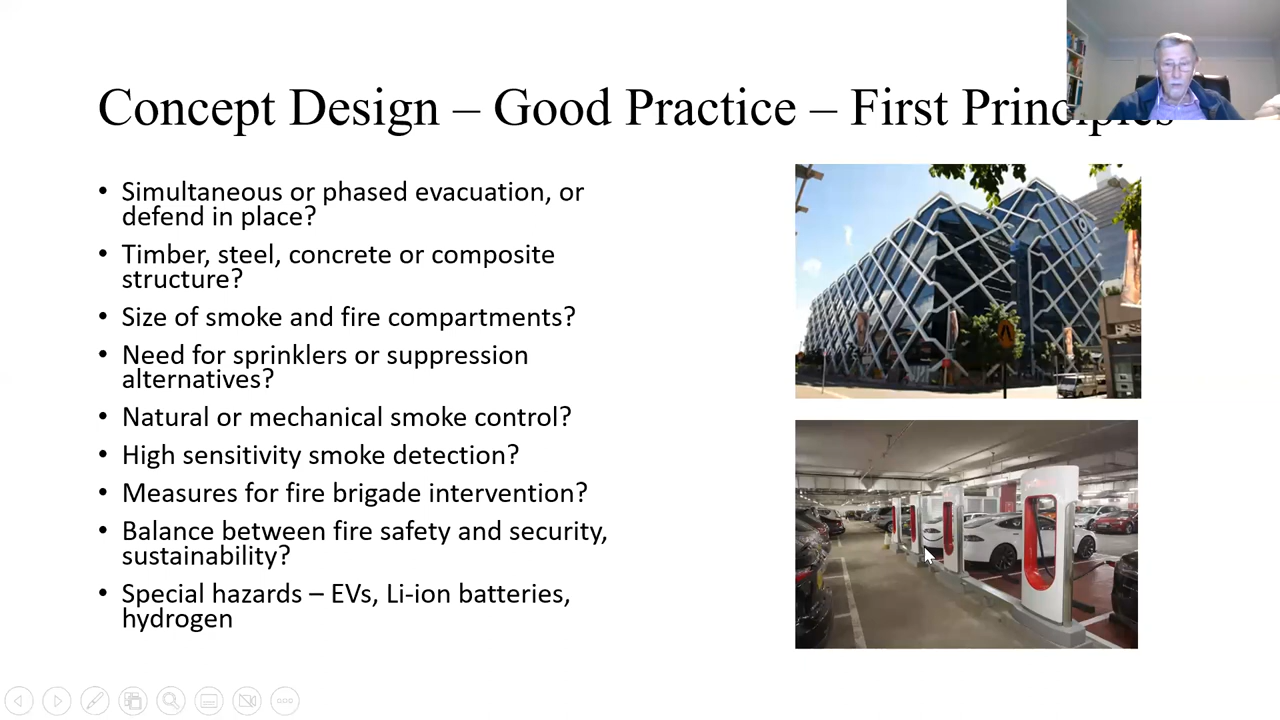 Concept Design – Good Practice – First Principles
• Simultaneous or phased evacuation, or
defend in place?
• Timber, steel, concrete or composite
structure?
• Size of smoke and fire compartments?
• Need for sprinklers or suppression
alternatives?
• Natural or mechanical smoke control?
• High sensitivity smoke detection?
• Measures for fire brigade intervention?
• Balance between fire safety and security,
sustainability?
• Special hazards – EVs, Li-ion batteries,
hydrogen